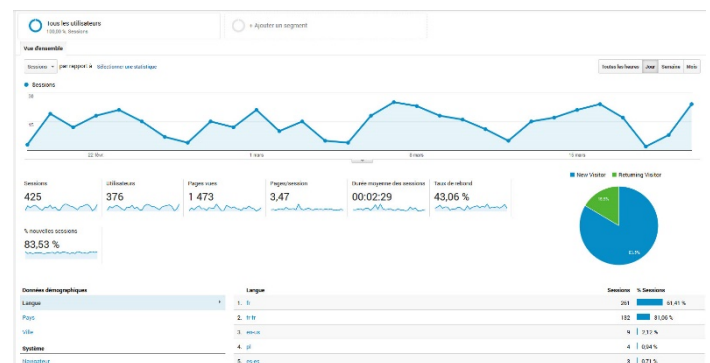 Tous les utilisateurs
100,00 % Sessions
+ Ajouter un segment
Vue d'ensemble
Sessions par rapport à Sélectionner une statistique
Toutes les heures Jour Semaine Mois
Sessions
22 févr.
1 mars
8 mars
15 mars
Sessions
425
Utilisateurs
376
Pages vues
1 473
Pages/session
3,47
Durée moyenne des sessions
00:02:29
Taux de rebond
43,06 %
% nouvelles sessions
83,53 %
New Visitor Returning Visitor
Données démographiques
Langue
Pays
Ville
Système
Navigateur
Langue Sessions % Sessions
1. fr 261 61,41 %
2. fr-fr 132 31,06 %
3. en-us 9 2,12 %
4. pl 4 0,94 %
5. 3 0,71 %